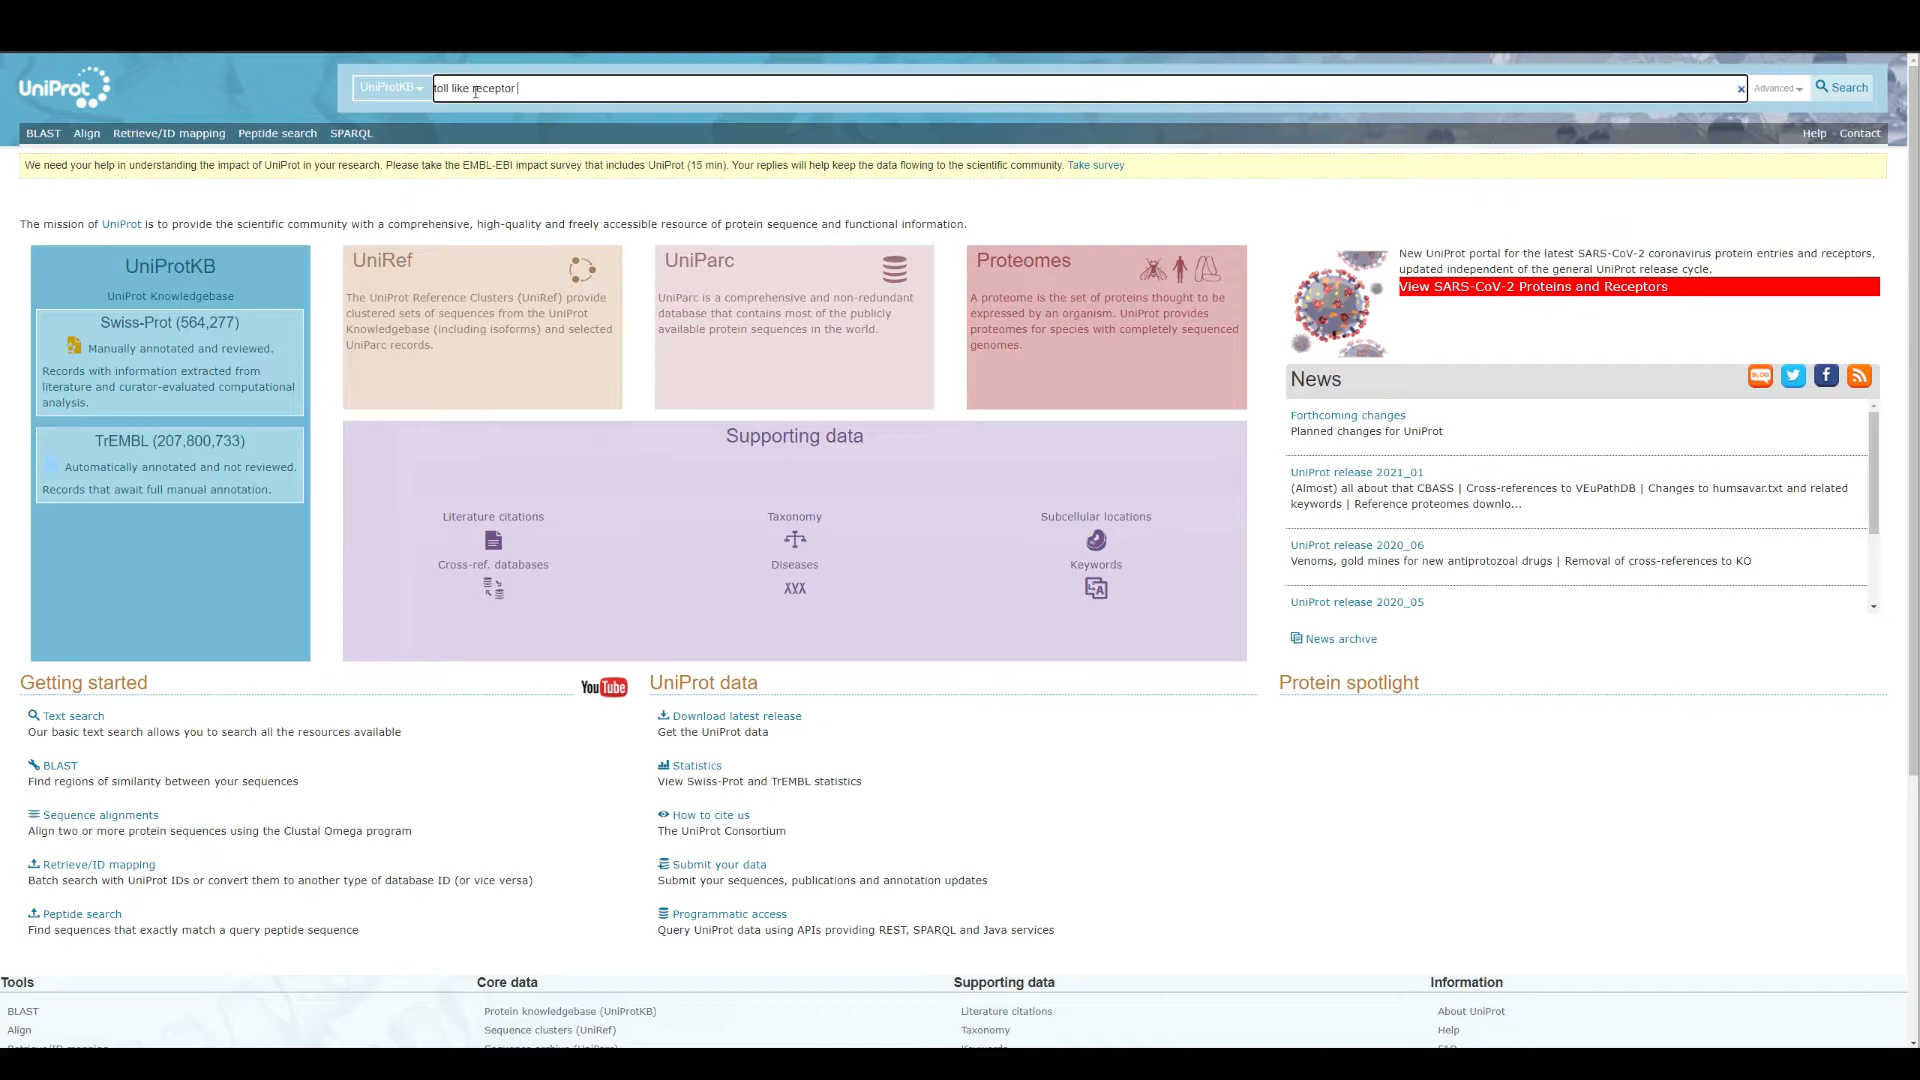 UniProt
UniProtKB
toll like receptor
×
Advanced
Search
BLAST Align Retrieve/ID mapping Peptide search SPARQL
Help Contact
We need your help in understanding the impact of UniProt in your research. Please take the EMBL-EBI impact survey that includes UniProt (15 min). Your replies will help keep the data flowing to the scientific community. Take survey
The mission of UniProt is to provide the scientific community with a comprehensive, high-quality and freely accessible resource of protein sequence and functional information.
UniProtKB
UniProt Knowledgebase
Swiss-Prot (564,277)
Manually annotated and reviewed.
Records with information extracted from
literature and curator-evaluated computational
analysis.
TrEMBL (207,800,733)
Automatically annotated and not reviewed.
Records that await full manual annotation.
UniRef
The UniProt Reference Clusters (UniRef) provide
clustered sets of sequences from the UniProt
Knowledgebase (including isoforms) and selected
UniParc records.
UniParc
UniParc is a comprehensive and non-redundant
database that contains most of the publicly
available protein sequences in the world.
Proteomes
A proteome is the set of proteins thought to be
expressed by an organism. UniProt provides
proteomes for species with completely sequenced
genomes.
Supporting data
Literature citations
Taxonomy
Subcellular locations
Cross-ref. databases
Diseases
Keywords
New UniProt portal for the latest SARS-CoV-2 coronavirus protein entries and receptors,
updated independent of the general UniProt release cycle.
View SARS-CoV-2 Proteins and Receptors
News
BLOG
Forthcoming changes
Planned changes for UniProt
UniProt release 2021_01
(Almost) all about that CBASS | Cross-references to VEuPathDB | Changes to humsavar.txt and related
keywords | Reference proteomes downlo...
UniProt release 2020_06
Venoms, gold mines for new antiprotozoal drugs | Removal of cross-references to KO
UniProt release 2020_05
News archive
Getting started
YouTube
Text search
Our basic text search allows you to search all the resources available
BLAST
Find regions of similarity between your sequences
Sequence alignments
Align two or more protein sequences using the Clustal Omega program
Retrieve/ID mapping
Batch search with UniProt IDs or convert them to another type of database ID (or vice versa)
Peptide search
Find sequences that exactly match a query peptide sequence
UniProt data
Download latest release
Get the UniProt data
Statistics
View Swiss-Prot and TrEMBL statistics
How to cite us
The UniProt Consortium
Submit your data
Submit your sequences, publications and annotation updates
Programmatic access
Query UniProt data using APIs providing REST, SPARQL and Java services
Protein spotlight
Tools
BLAST
Align
Core data
Protein knowledgebase (UniProtKB)
Sequence clusters (UniRef)
Supporting data
Literature citations
Taxonomy
Information
About UniProt
Help